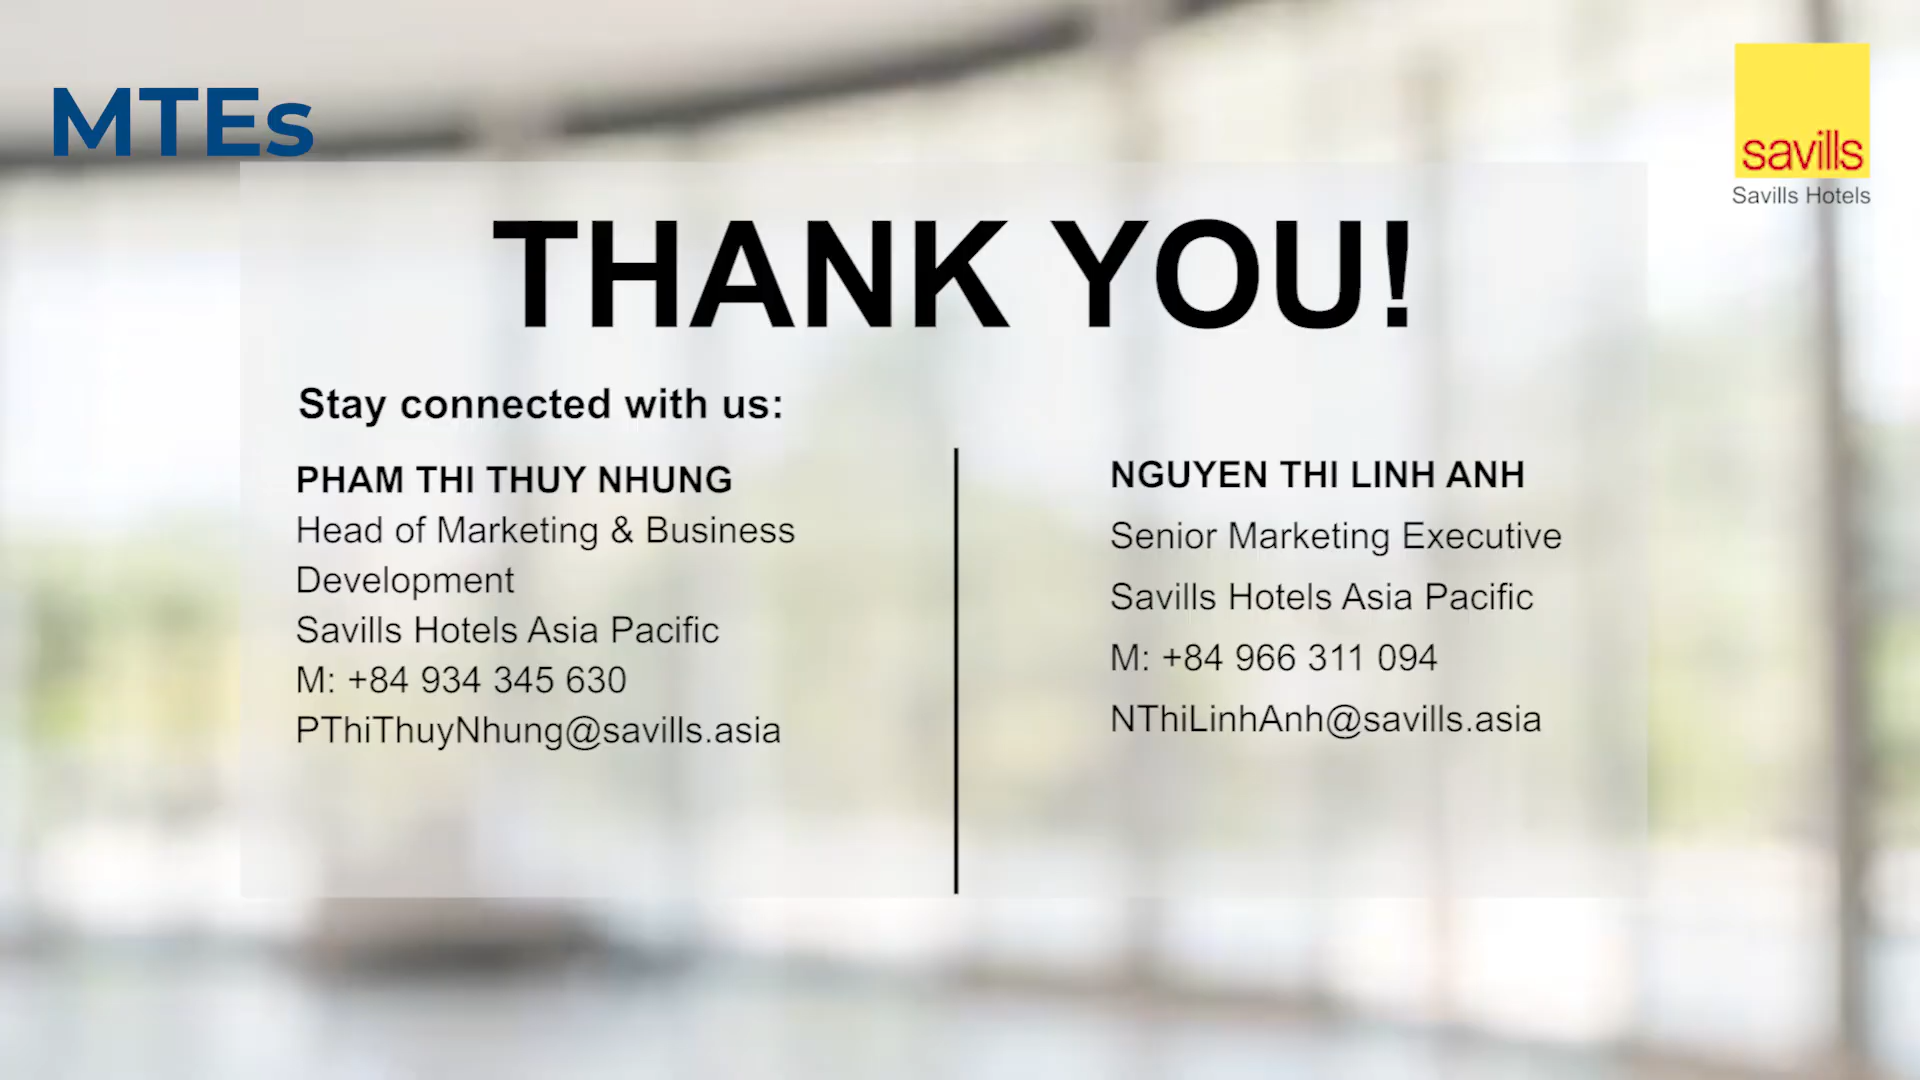 MTEs
savills
Savills Hotels
THANK YOU!
Stay connected with us:
PHAM THI THUY NHUNG
Head of Marketing & Business
Development
Savills Hotels Asia Pacific
M: +84 934 345 630
PThiThuyNhung@savills.asia
NGUYEN THI LINH ANH
Senior Marketing Executive
Savills Hotels Asia Pacific
M: +84 966 311 094
NThiLinhAnh@savills.asia